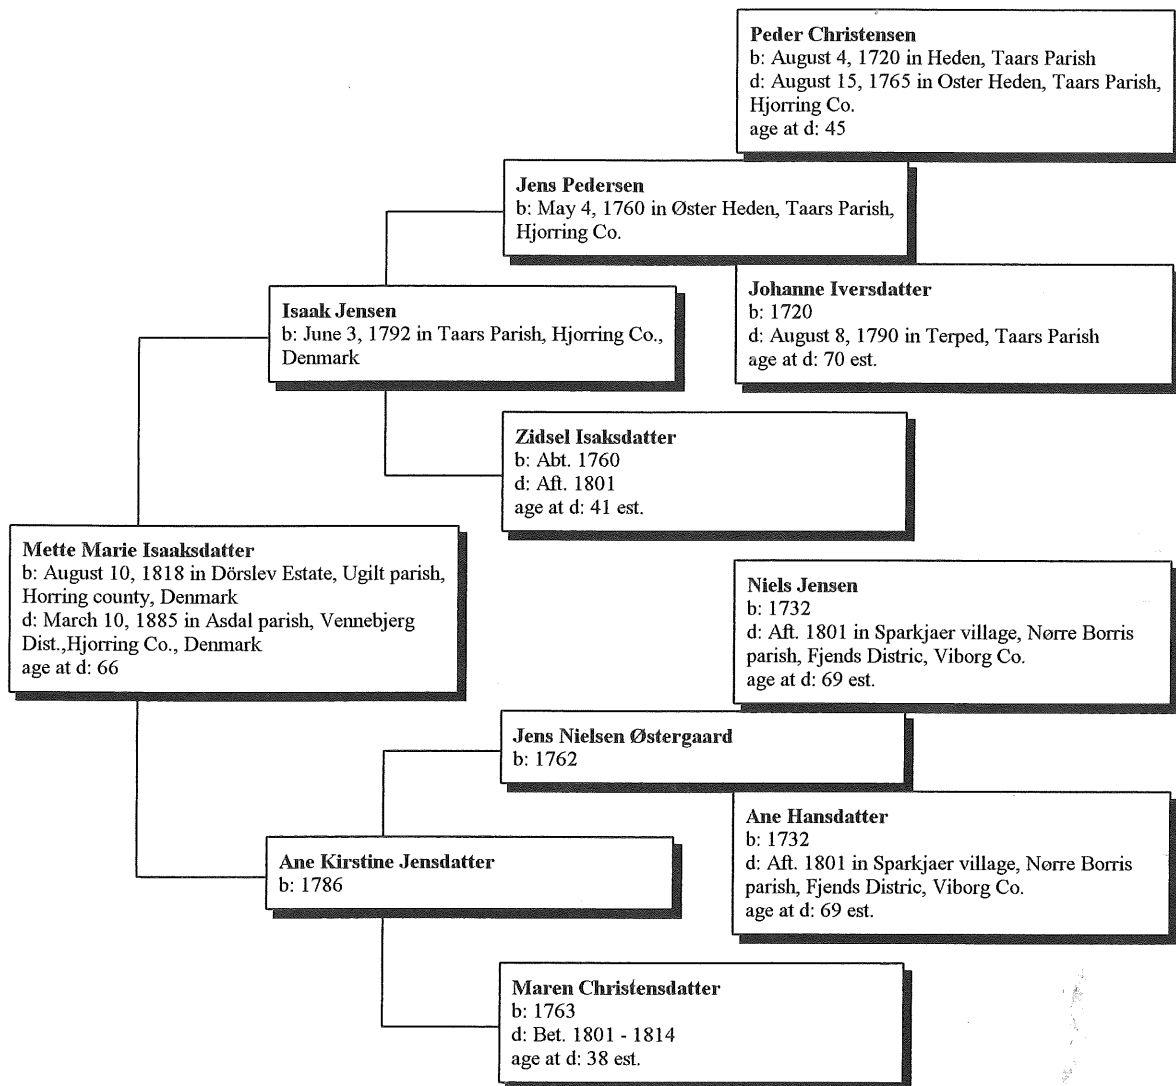 Peder Christensen
b: August 4, 1720 in Heden, Taars Parish
d: August 15, 1765 in Oster Heden, Taars Parish,
Hjorring Co.
age at d: 45
Jens Pedersen
b: May 4, 1760 in Øster Heden, Taars Parish,
Hjorring Co.
Johanne Iversdatter
b: 1720
d: August 8, 1790 in Terped, Taars Parish
age at d: 70 est.
Isaak Jensen
b: June 3, 1792 in Taars Parish, Hjorring Co.,
Denmark
Zidsel Isaksdatter
b: Abt. 1760
d: Aft. 1801
age at d: 41 est.
Mette Marie Isaaksdatter
b: August 10, 1818 in Dörslev Estate, Ugilt parish,
Horring county, Denmark
d: March 10, 1885 in Asdal parish, Vennebjerg
Dist.,Hjorring Co., Denmark
age at d: 66
Niels Jensen
b: 1732
d: Aft. 1801 in Sparkjaer village, Nørre Borris
parish, Fjends Distric, Viborg Co.
age at d: 69 est.
Jens Nielsen Østergaard
b: 1762
Ane Hansdatter
b: 1732
d: Aft. 1801 in Sparkjaer village, Nørre Borris
parish, Fjends Distric, Viborg Co.
age at d: 69 est.
Ane Kirstine Jensdatter
b: 1786
Maren Christensdatter
b: 1763
d: Bet. 1801 - 1814
age at d: 38 est.